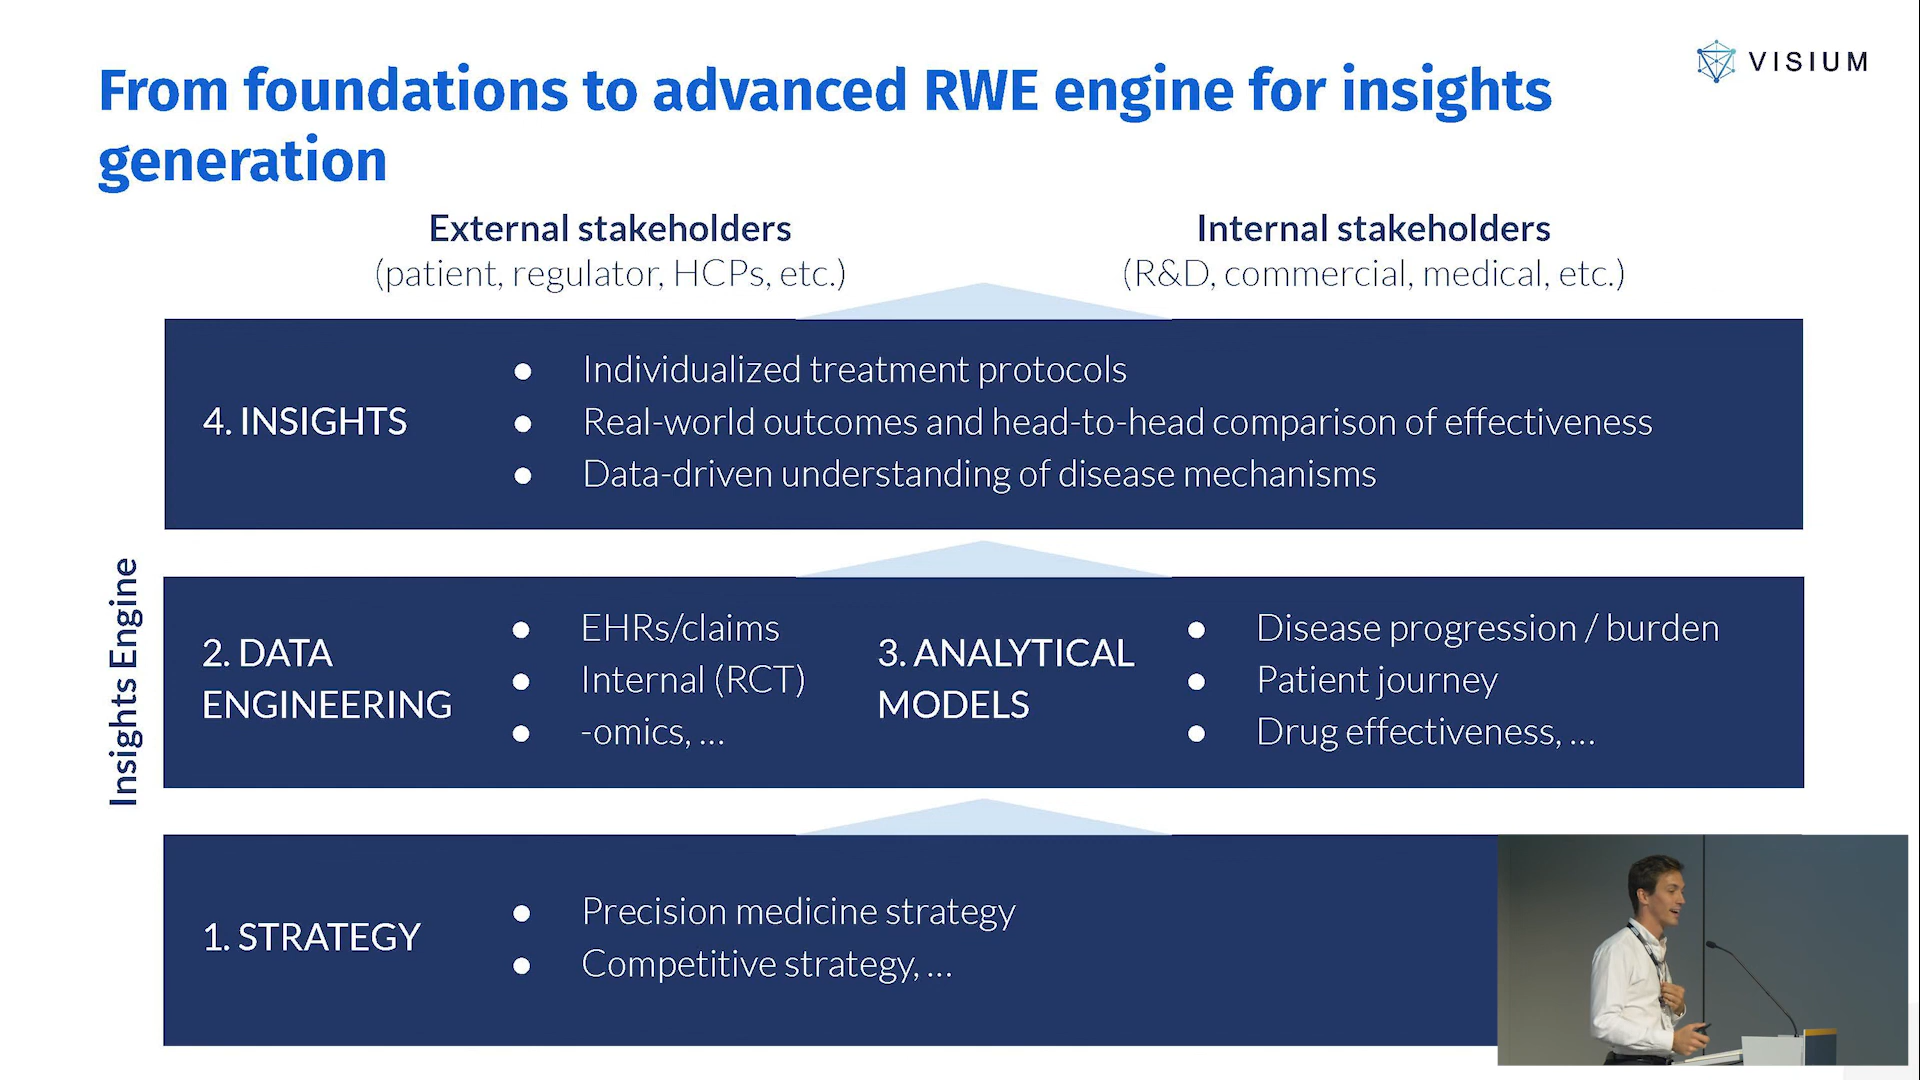 VISIUM
From foundations to advanced RWE engine for insights
generation
External stakeholders
(patient, regulator, HCPs, etc.)
Internal stakeholders
(R&D, commercial, medical, etc.)
4. INSIGHTS
● Individualized treatment protocols
● Real-world outcomes and head-to-head comparison of effectiveness
● Data-driven understanding of disease mechanisms
Insights Engine
2. DATA
ENGINEERING
● EHRs/claims
● Internal (RCT)
● -omics, ...
3. ANALYTICAL
MODELS
● Disease progression / burden
● Patient journey
● Drug effectiveness, ...
1. STRATEGY
● Precision medicine strategy
● Competitive strategy, ...